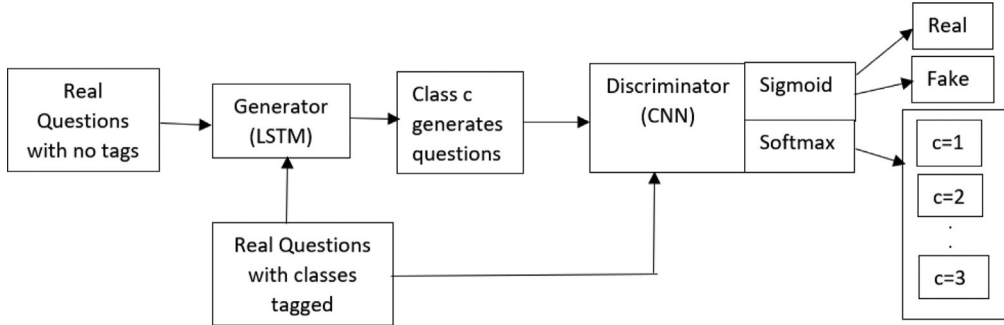 Real
Questions
with no tags
Generator
(LSTM)
Class c
generates
questions
Discriminator
(CNN)
Sigmoid
Softmax
Real
Fake
c=1
c=2
.
.
c=3
Real Questions
with classes
tagged